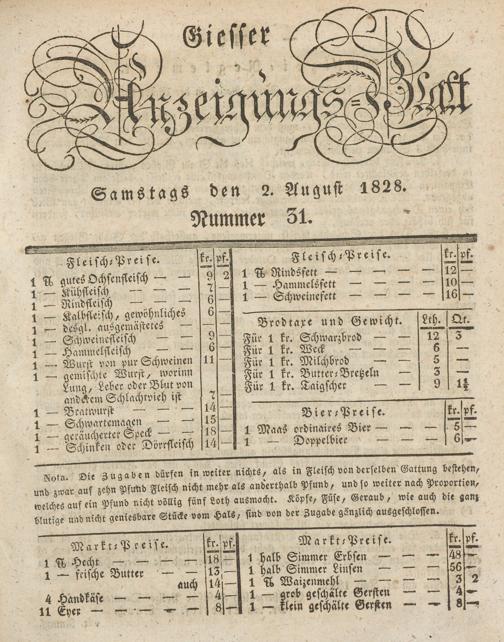 Giesser
Anzeigungs-Blatt
Samstags den 2. August 1828.
Nummer 31.
Fleisch-Preise. kr. pf.
1 ℔ gutes Ochsenfleisch — — 9 2
1 — Kühfleisch — — 7 —
1 — Rindfleisch 6 —
1 — Kalbfleisch, gewöhnliches 6 —
1 — desgl. ausgemästetes
1 — Schweinefleisch — — 9 —
1 — Hammelfleisch — — 6 —
1 — Wurst von pur Schweinen 11 —
1 — gemischte Wurst, worinn
Lung, Leber oder Blut von
anderem Schlachtvieh ist 7
1 — Bratwurst — — 14 —
1 — Schwartemagen — — 15 —
1 — geräucherter Speck — 18 —
1 — Schinken oder Dörrfleisch 14 —
Fleisch-Preise. kr. pf.
1 ℔ Rindsfett — — — — — 12 —
1 — Hammelsfett — — — — 10 —
1 — Schweinefett — — — — 16 —
Brodtaxe und Gewicht. Lth. Qt.
Für 1 kr. Schwarzbrod — — 12 3
Für 1 kr. Weck — — — 6 —
Für 1 kr. Milchbrod — — 5 —
Für 1 kr. Butter-Bretzeln — 3 —
Für 1 kr. Taigscher — — 9 1½
Bier-Preise. kr. pf.
1 Maas ordinaires Bier — — — 5 —
1 — Doppelbier — — — 6 —
Nota. Die Zugaben dürfen in weiter nichts, als in Fleisch von derselben Gattung bestehen,
und zwar auf zehn Pfund Fleisch nicht mehr als anderthalb Pfund, und so weiter nach Proportion,
welches auf ein Pfund nicht völlig fünf Loth ausmacht. Köpfe, Füse, Geraub, wie auch die ganz
blutige und nicht geniesbare Stücke vom Hals, sind von der Zugabe gänzlich ausgeschlossen.
Markt-Preise. kr. pf.
1 ℔ Hecht — — — — 18 —
1 — frische Butter — — — 13 —
auch 14 —
4 Handkäse — — — — 4 —
11 Eyer — — — — — 8 —
Markt-Preise. kr. pf.
1 halb Simmer Erbsen — — — 48 —
1 halb Simmer Linsen — — — 56 —
1 ℔ Waizenmehl — — — — 3 2
1 — grob geschälte Gersten — 4 —
1 — klein geschälte Gersten — 8 —